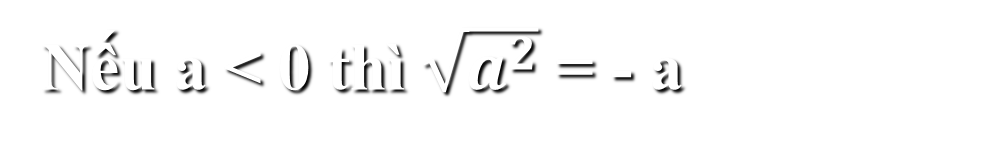 Nếu a < 0 thì √a² = - a